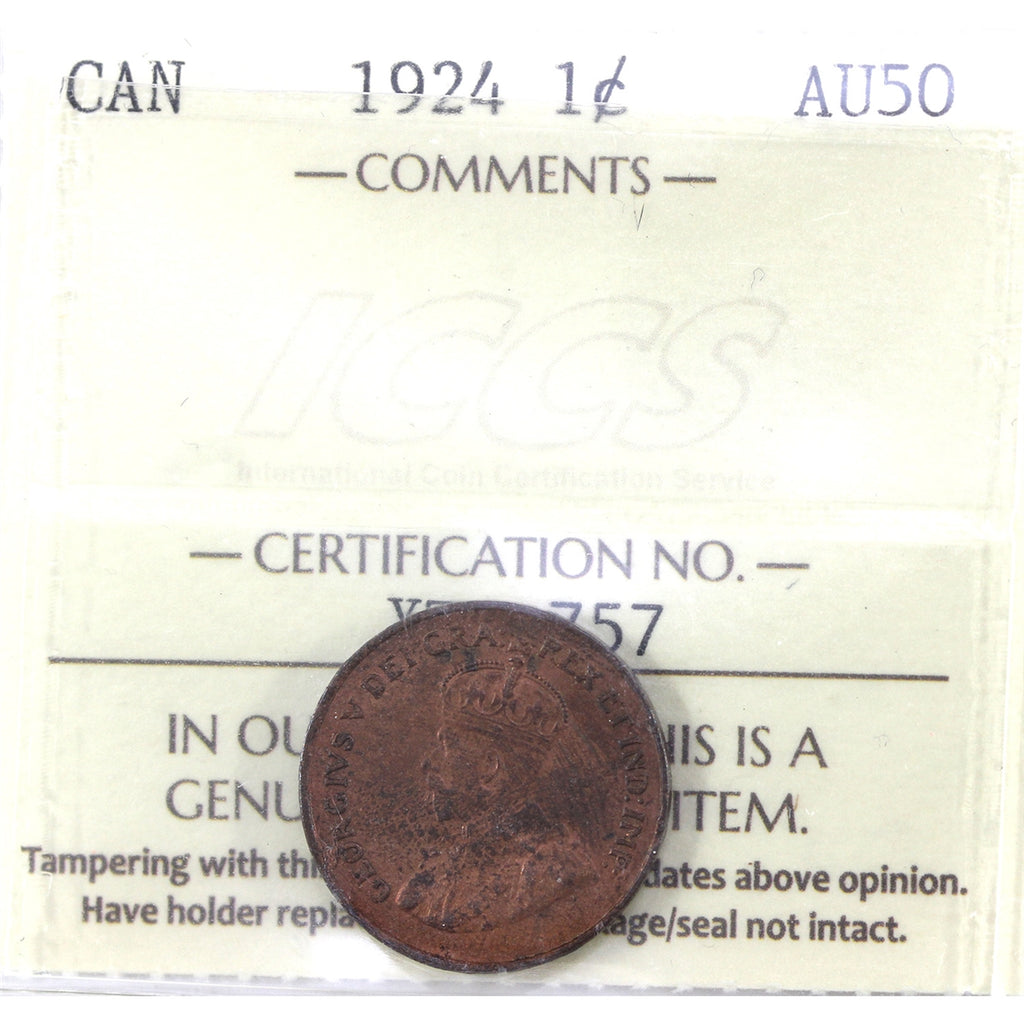 CAN 1924 1¢ AU50
— COMMENTS —
ICCS
International Coin Certification Service
— CERTIFICATION NO. —
757
IN OU IS IS A
GENU ITEM.
Tampering with thi dates above opinion.
Have holder repla age/seal not intact.
GEORGIVS V DEI GRA: REX ET IND: IMP: